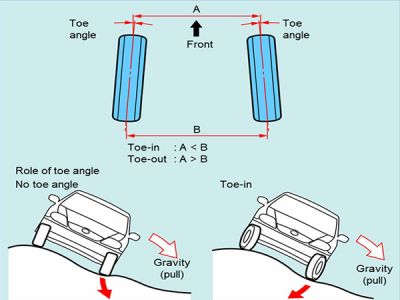 A
Toe angle
Toe angle
Front
B
Toe-in : A < B
Toe-out : A > B
Role of toe angle
No toe angle
Toe-in
Gravity (pull)
Gravity (pull)